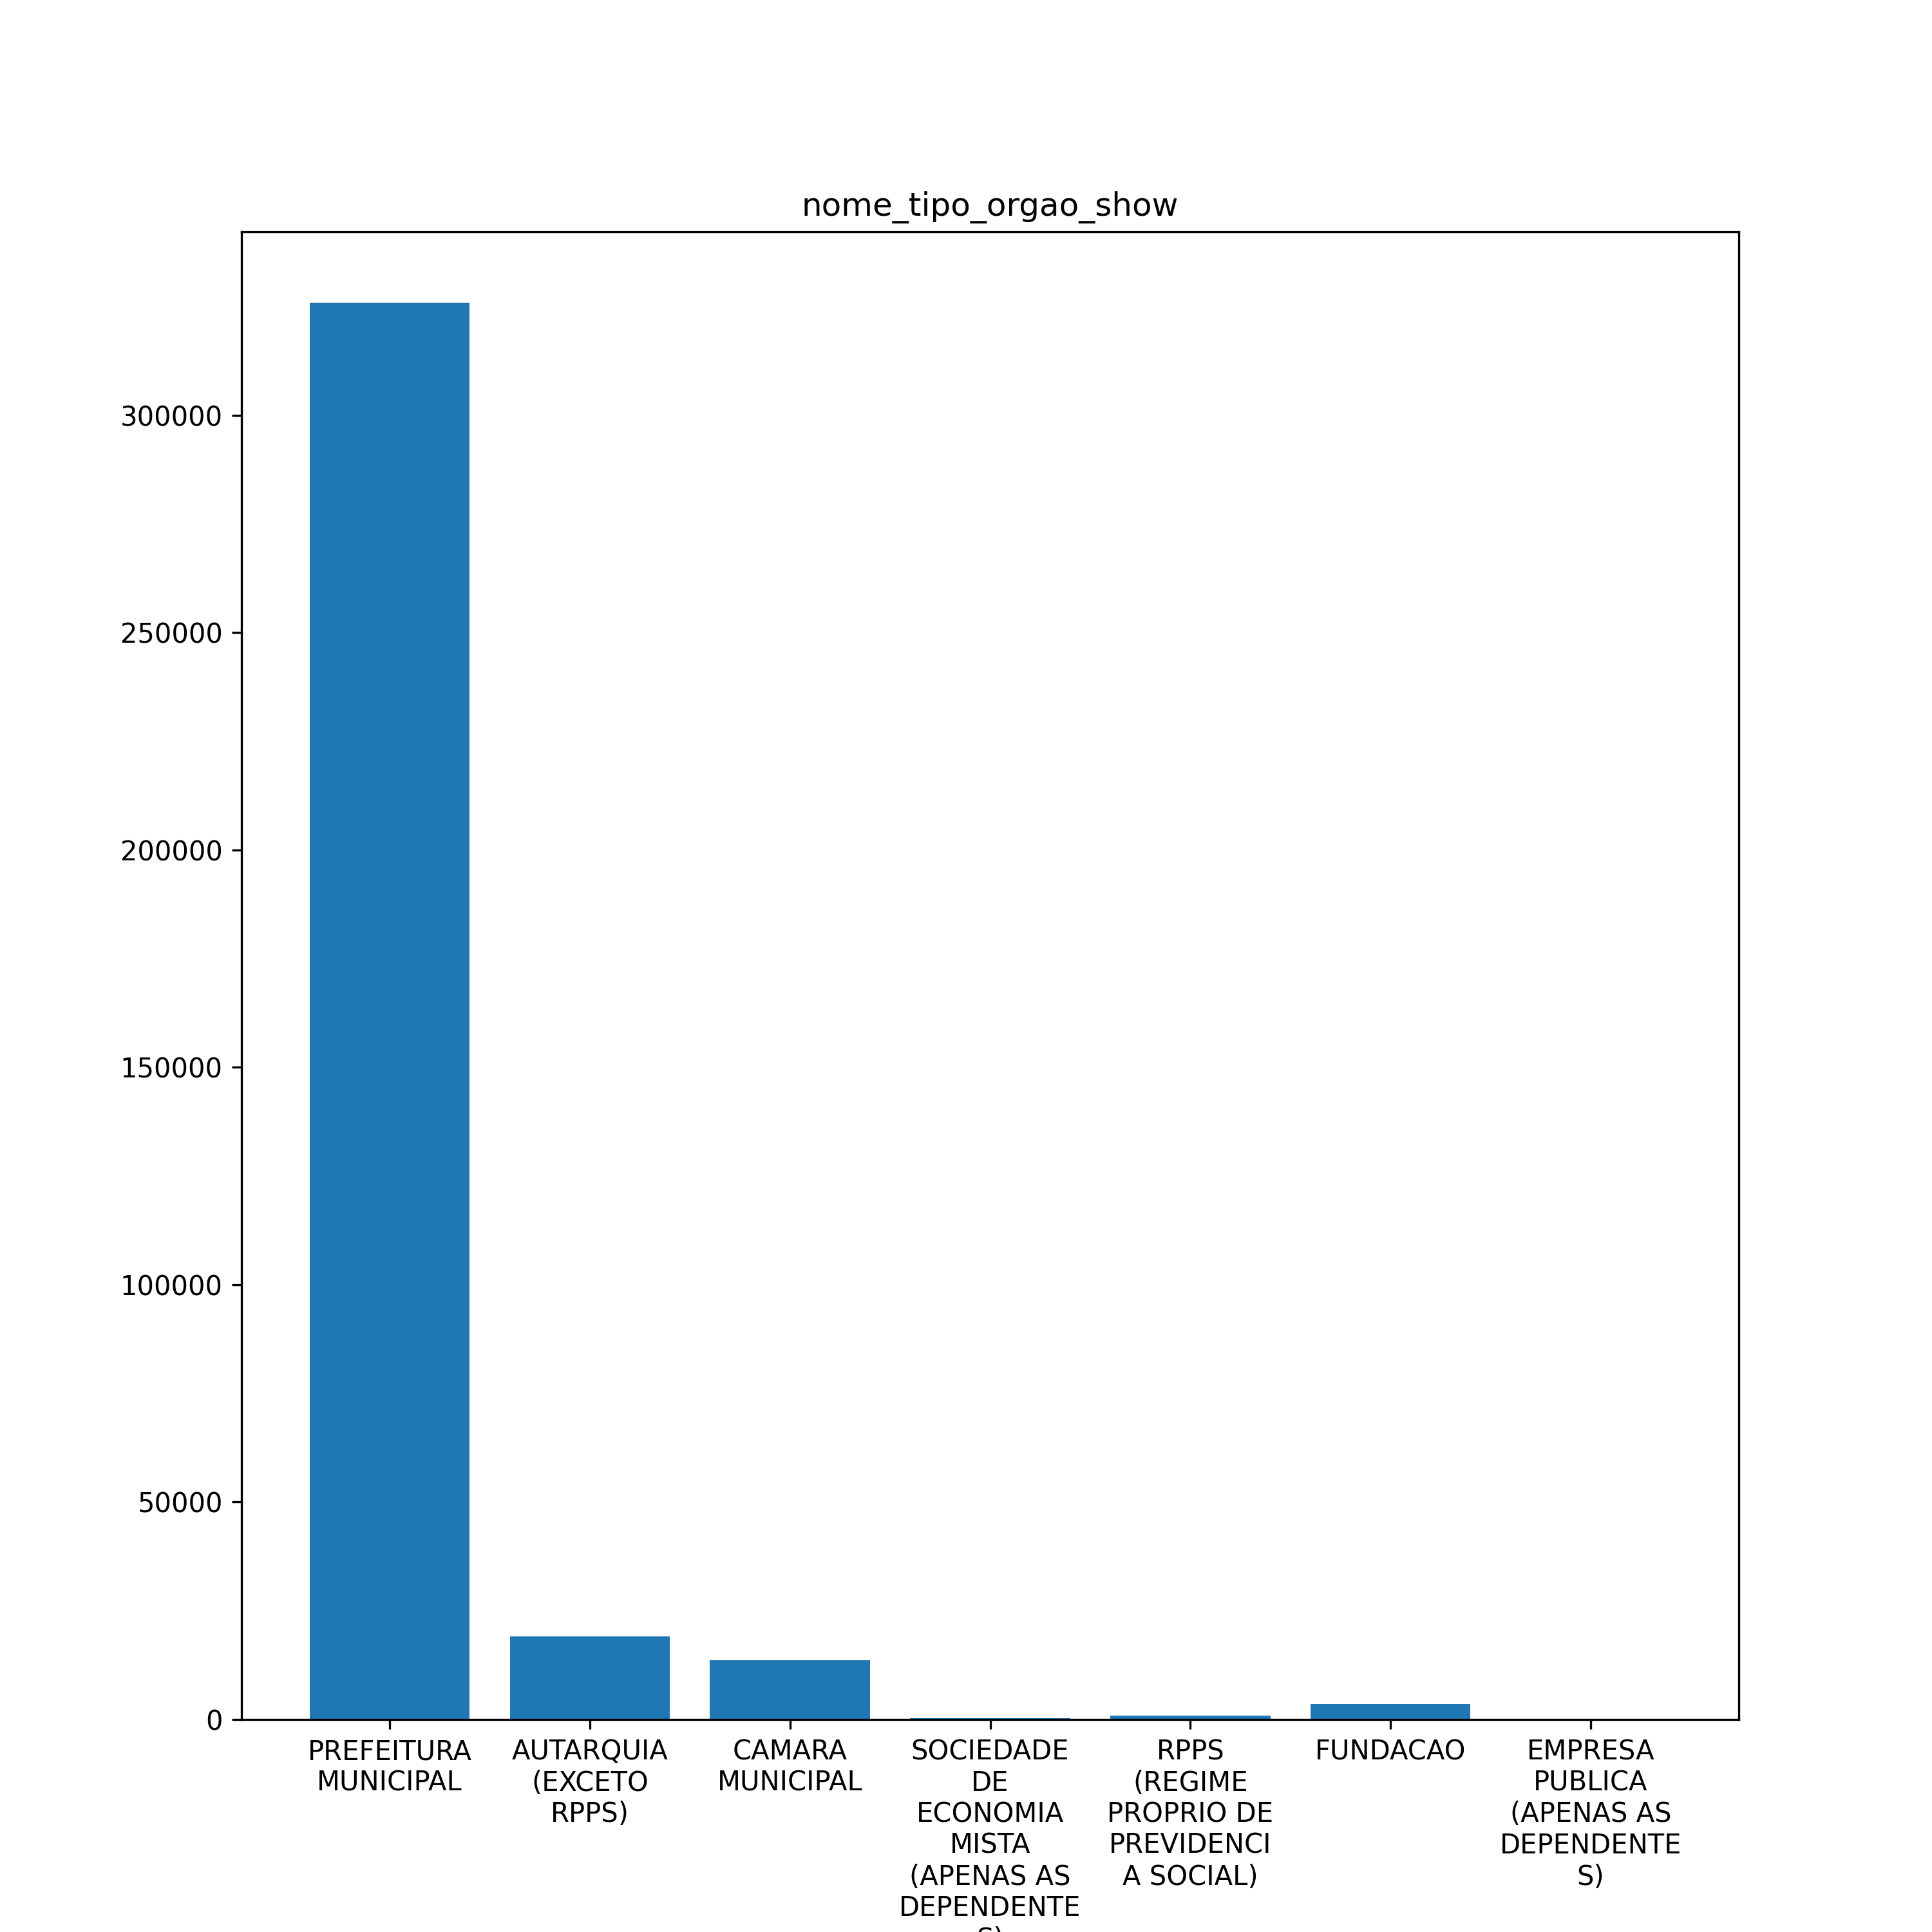 nome_tipo_orgao_show
300000
250000
200000
150000
100000
50000
0
PREFEITURA
MUNICIPAL
AUTARQUIA
(EXCETO
RPPS)
CAMARA
MUNICIPAL
SOCIEDADE
DE
ECONOMIA
MISTA
(APENAS AS
DEPENDENTE
S)
RPPS
(REGIME
PROPRIO DE
PREVIDENCI
A SOCIAL)
FUNDACAO
EMPRESA
PUBLICA
(APENAS AS
DEPENDENTE
S)